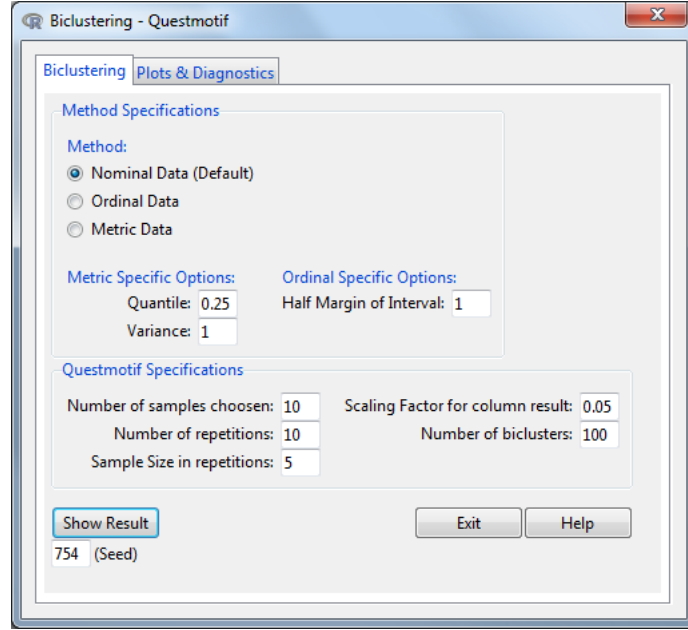 Biclustering - Questmotif
Biclustering Plots & Diagnostics
Method Specifications
Method:
Nominal Data (Default)
Ordinal Data
Metric Data
Metric Specific Options:
Quantile: 0.25
Variance: 1
Ordinal Specific Options:
Half Margin of Interval: 1
Questmotif Specifications
Number of samples choosen: 10
Number of repetitions: 10
Sample Size in repetitions: 5
Scaling Factor for column result: 0.05
Number of biclusters: 100
Show Result
Exit
Help
754 (Seed)